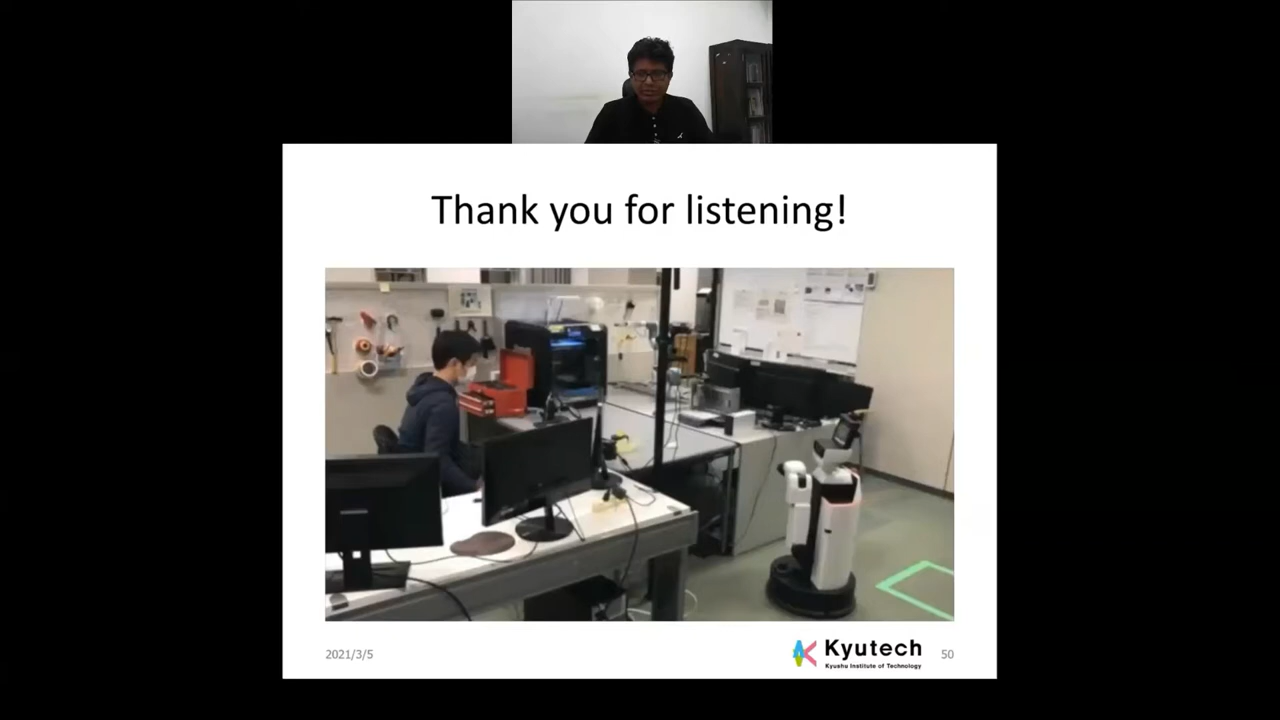 Thank you for listening!
2021/3/5
Kyutech
Kyushu Institute of Technology
50